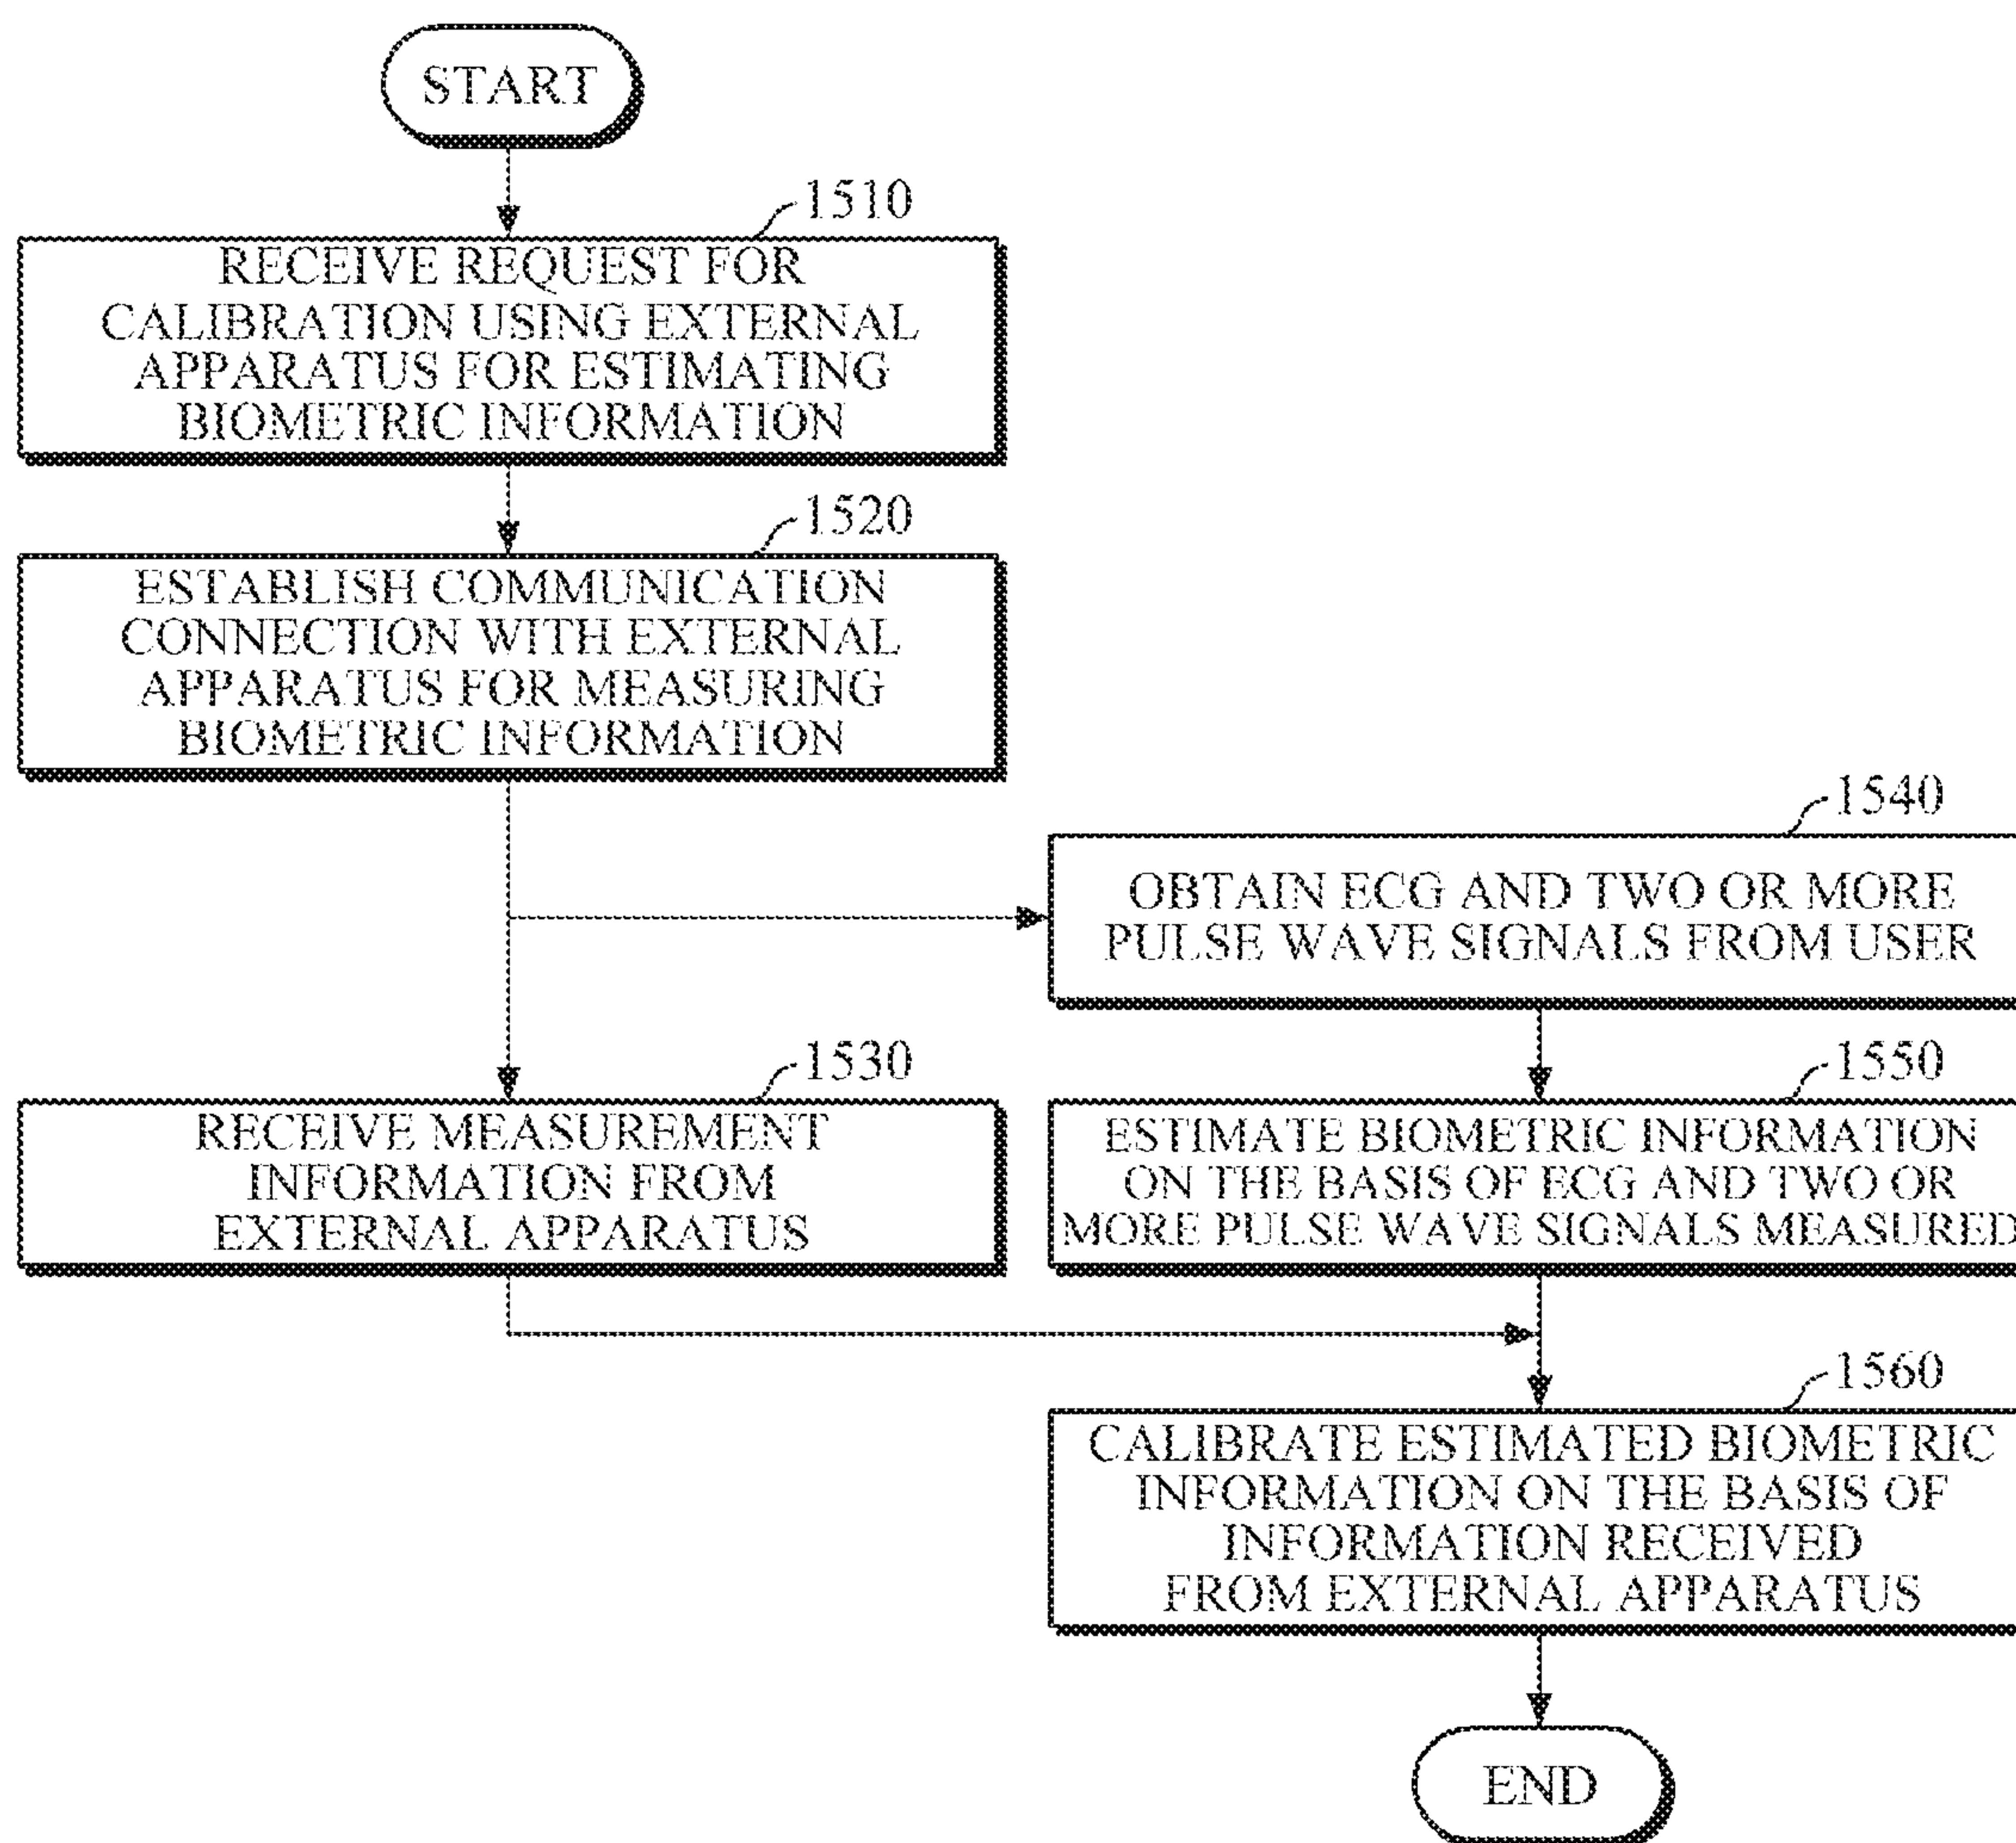 START
1510
RECEIVE REQUEST FOR
CALIBRATION USING EXTERNAL
APPARATUS FOR ESTIMATING
BIOMETRIC INFORMATION
1520
ESTABLISH COMMUNICATION
CONNECTION WITH EXTERNAL
APPARATUS FOR MEASURING
BIOMETRIC INFORMATION
1540
OBTAIN ECG AND TWO OR MORE
PULSE WAVE SIGNALS FROM USER
1530
RECEIVE MEASUREMENT
INFORMATION FROM
EXTERNAL APPARATUS
1550
ESTIMATE BIOMETRIC INFORMATION
ON THE BASIS OF ECG AND TWO OR
MORE PULSE WAVE SIGNALS MEASURED
1560
CALIBRATE ESTIMATED BIOMETRIC
INFORMATION ON THE BASIS OF
INFORMATION RECEIVED
FROM EXTERNAL APPARATUS
END